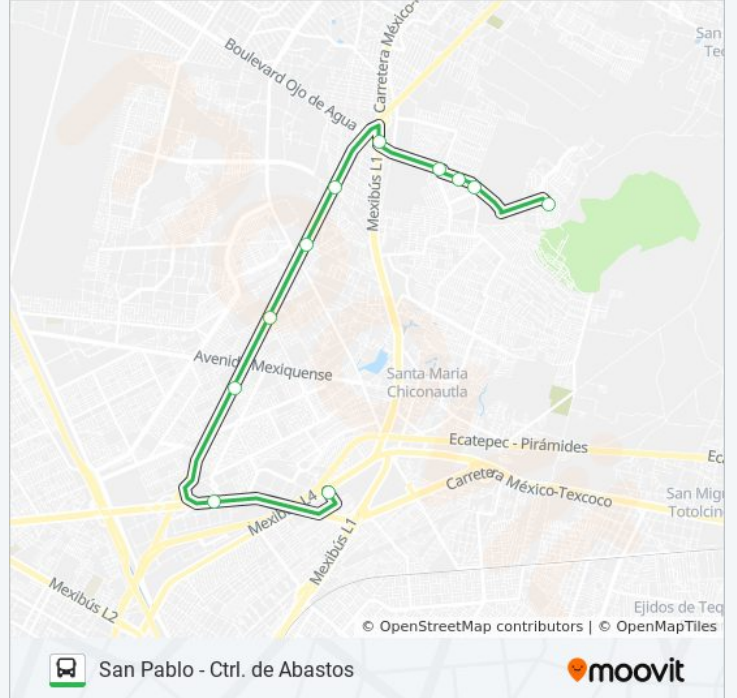 Carretera México-
San
Tec
Boulevard Ojo de Agua
Mexibús L1
Avenida Mexiquense
Santa Maria
Chiconautla
Ecatepec - Pirámides
Ec
Carretera México-Texcoco
Mexibús L4
San Migu
Totolcin
Mexibús L1
Mexibús L2
Ejidos de Teq
© OpenStreetMap contributors | © OpenMapTiles
San Pablo - Ctrl. de Abastos
moovit